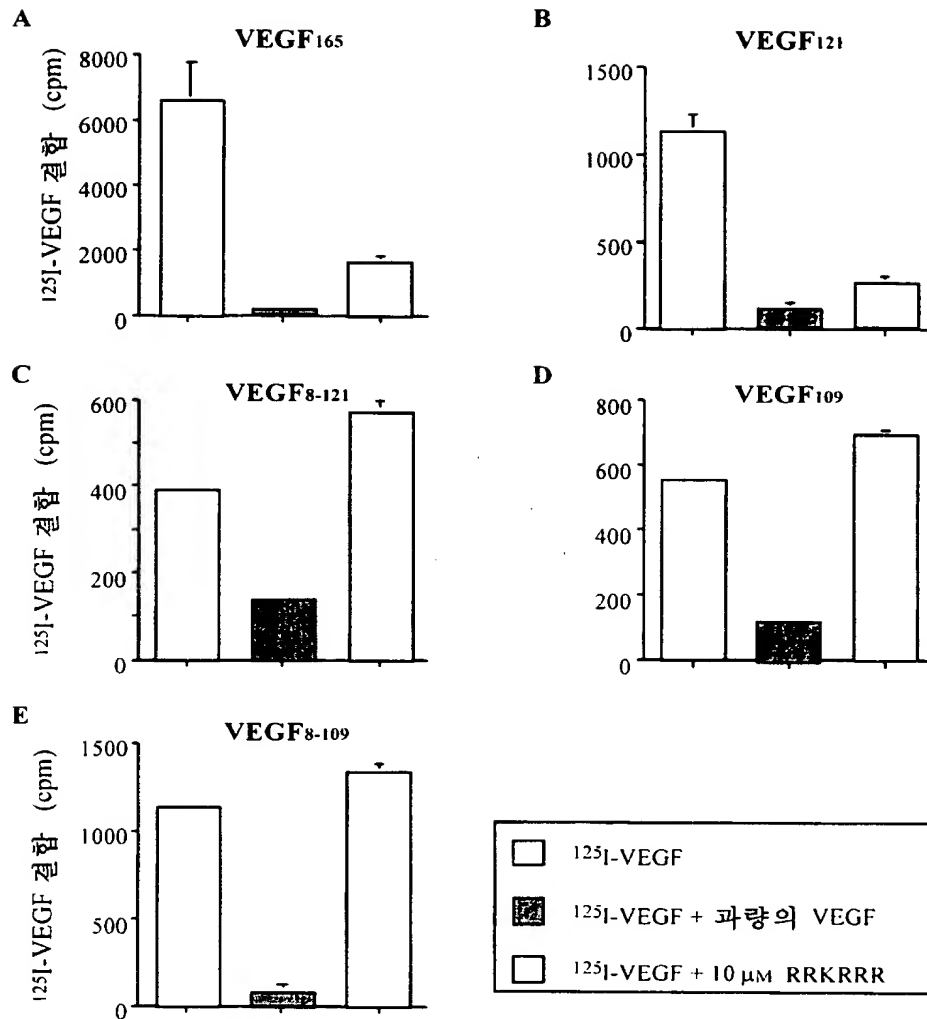 A
VEGF165
¹²⁵I-VEGF 결합 (cpm)
8000
6000
4000
2000
0
B
VEGF121
1500
1000
500
0
C
VEGF8-121
¹²⁵I-VEGF 결합 (cpm)
600
400
200
0
D
VEGF109
800
600
400
200
0
E
VEGF8-109
¹²⁵I-VEGF 결합 (cpm)
1500
1000
500
0
¹²⁵I-VEGF
¹²⁵I-VEGF + 과량의 VEGF
¹²⁵I-VEGF + 10 μM RRKRRR